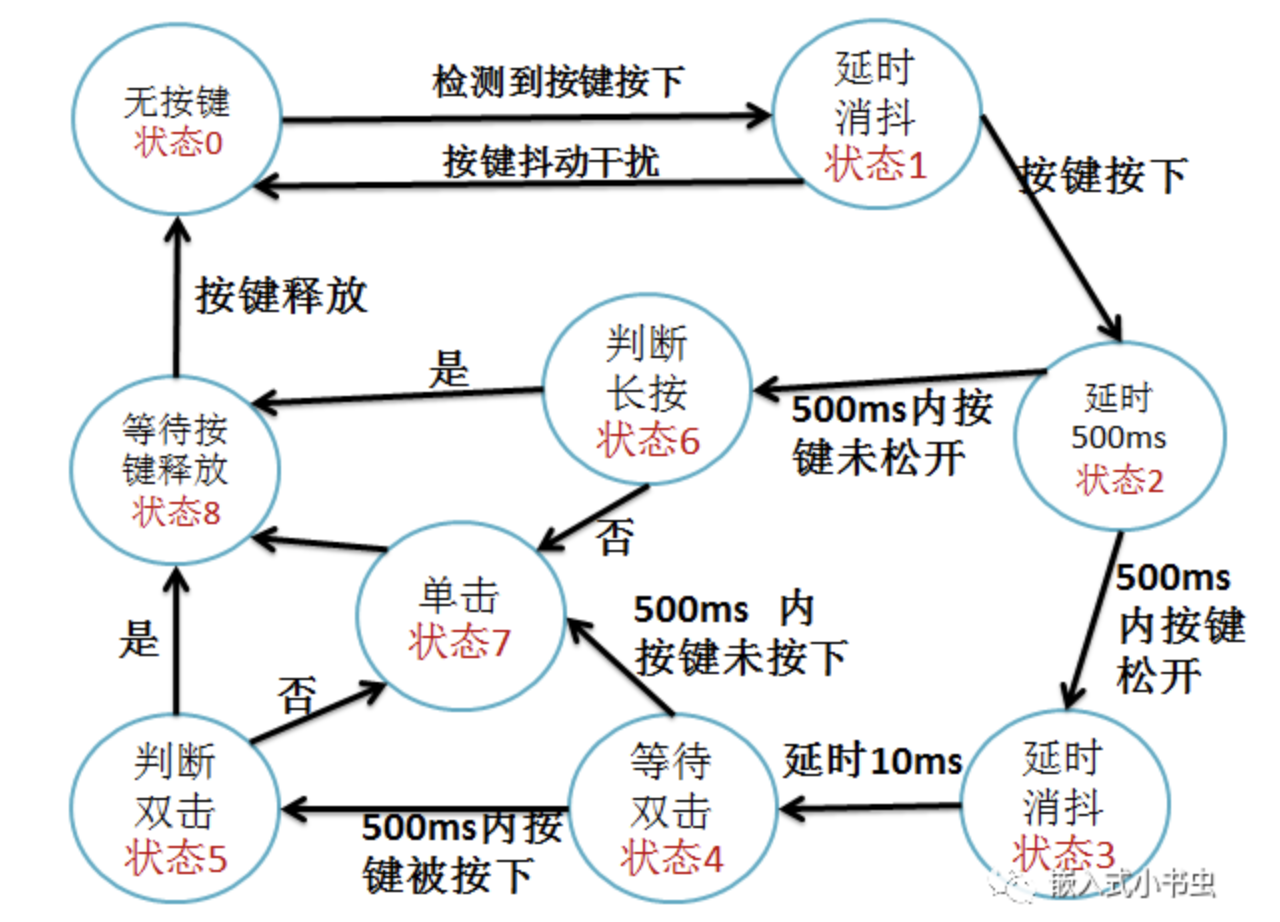 无按键
状态0
检测到按键按下
按键抖动干扰
延时
消抖
状态1
按键按下
按键释放
判断
长按
状态6
是
500ms内按
键未松开
延时
500ms
状态2
等待按
键释放
状态8
否
单击
状态7
500ms 内
按键未按下
500ms
内按键
松开
是
否
判断
双击
状态5
500ms内按
键被按下
等待
双击
状态4
延时10ms
延时
消抖
状态3
嵌入式小书虫